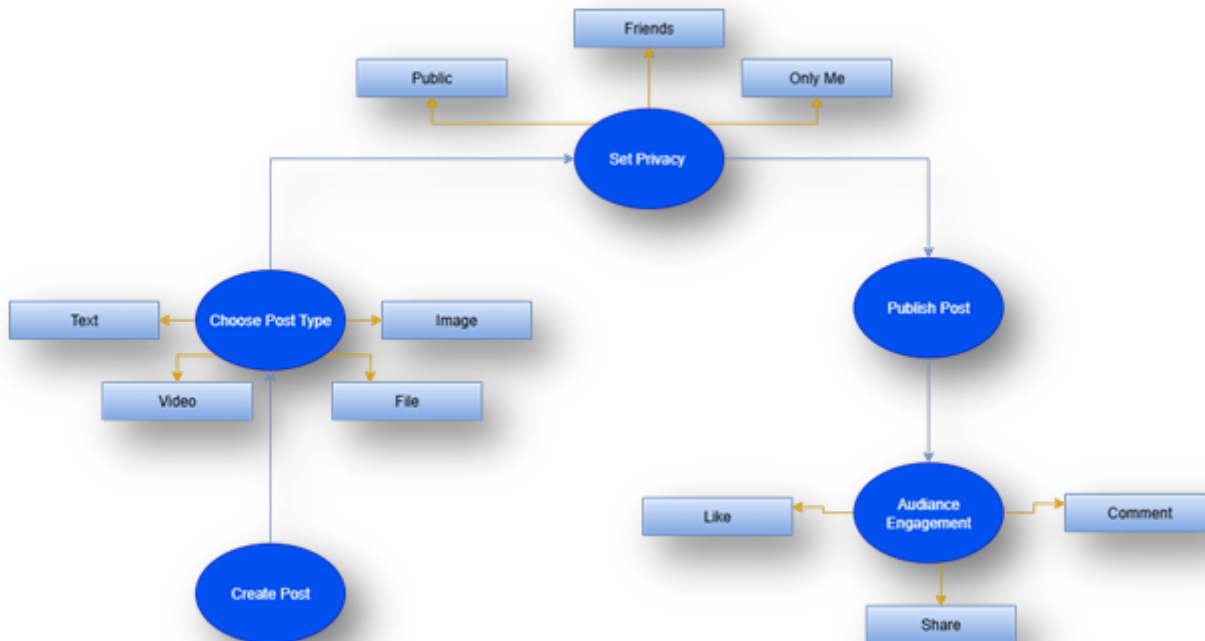 Friends
Public
Only Me
Set Privacy
Choose Post Type
Text
Image
Video
File
Publish Post
Audiance
Engagement
Like
Comment
Create Post
Share